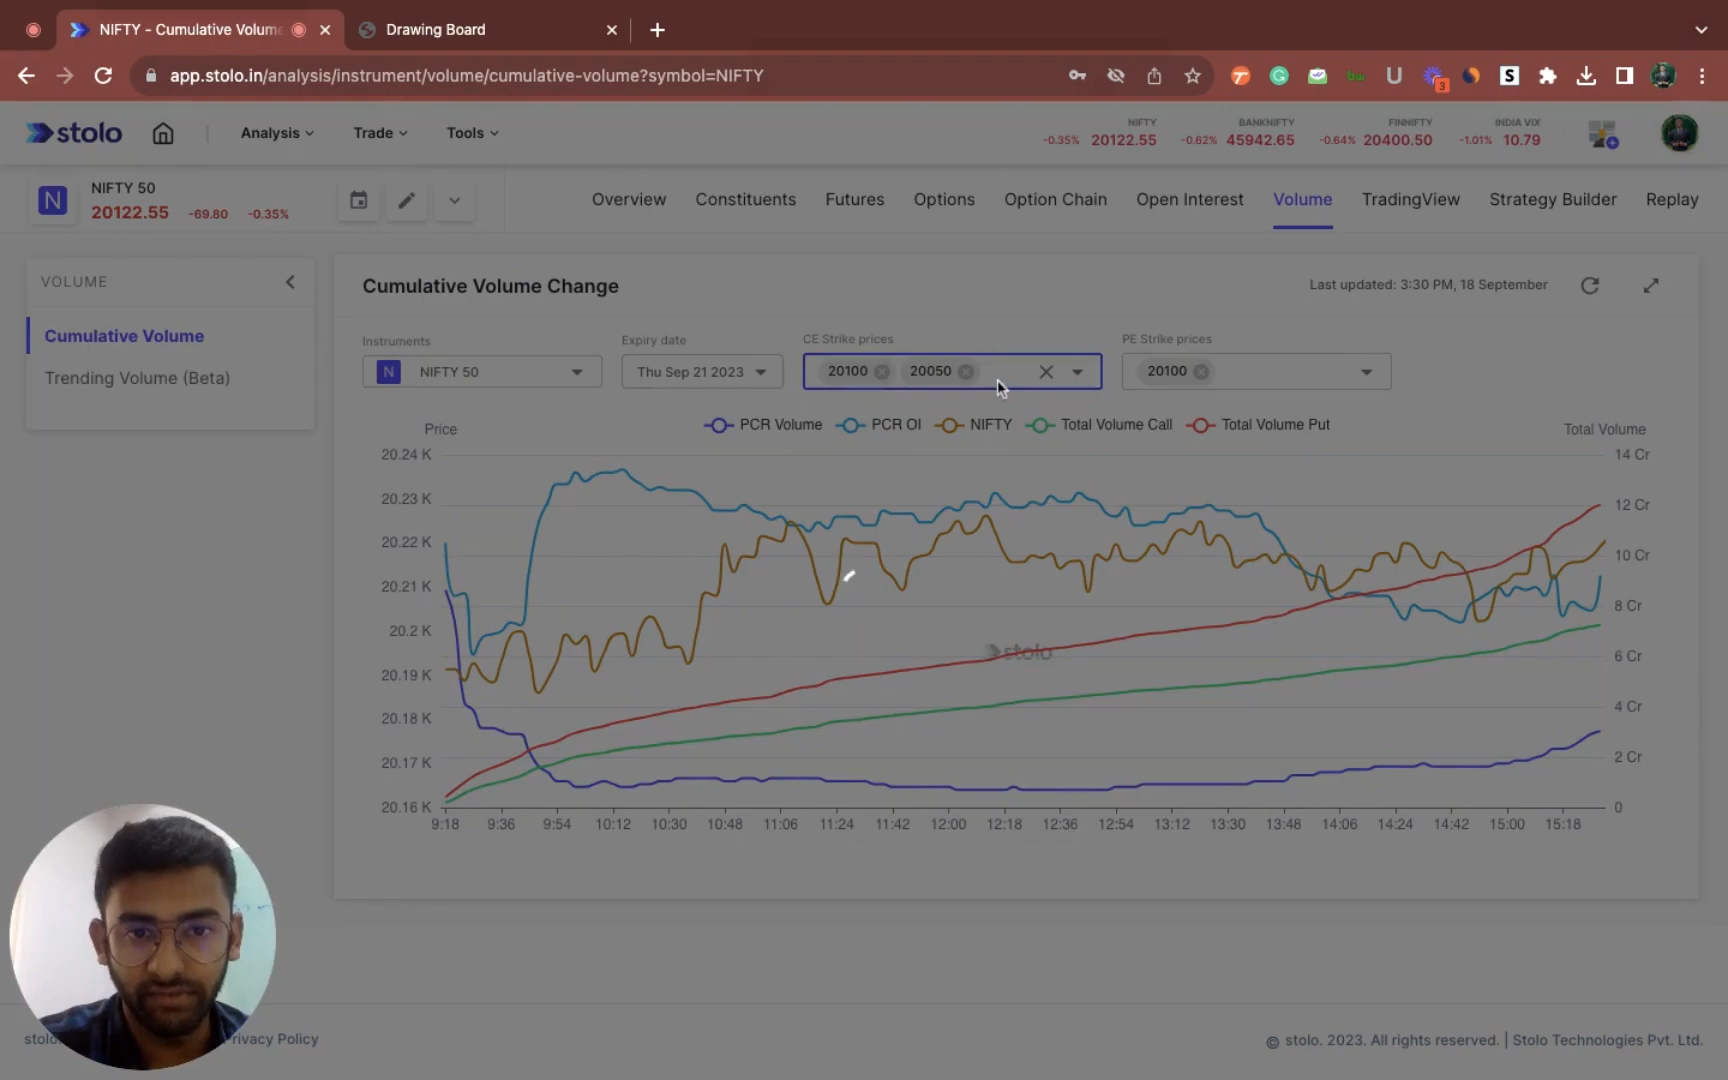 NIFTY - Cumulative Volume
Drawing Board
app.stolo.in/analysis/instrument/volume/cumulative-volume?symbol=NIFTY
3
stolo
Analysis
Trade
Tools
NIFTY
-0.35% 20122.55
BANKNIFTY
-0.62% 45942.65
FINNIFTY
-0.64% 20400.50
INDIA VIX
-1.01% 10.79
N
NIFTY 50
20122.55 -69.80 -0.35%
Overview
Constituents
Futures
Options
Option Chain
Open Interest
Volume
TradingView
Strategy Builder
Replay
VOLUME
Cumulative Volume
Trending Volume (Beta)
Cumulative Volume Change
Last updated: 3:30 PM, 18 September
Instruments
N NIFTY 50
Expiry date
Thu Sep 21 2023
CE Strike prices
20100 20050
PE Strike prices
20100
PCR Volume PCR OI NIFTY Total Volume Call Total Volume Put
Price
Total Volume
20.24 K
20.23 K
20.22 K
20.21 K
20.2 K
20.19 K
20.18 K
20.17 K
20.16 K
14 Cr
12 Cr
10 Cr
8 Cr
6 Cr
4 Cr
2 Cr
0
stolo
9:18 9:36 9:54 10:12 10:30 10:48 11:06 11:24 11:42 12:00 12:18 12:36 12:54 13:12 13:30 13:48 14:06 14:24 14:42 15:00 15:18
stolo
Privacy Policy
© stolo. 2023. All rights reserved. | Stolo Technologies Pvt. Ltd.